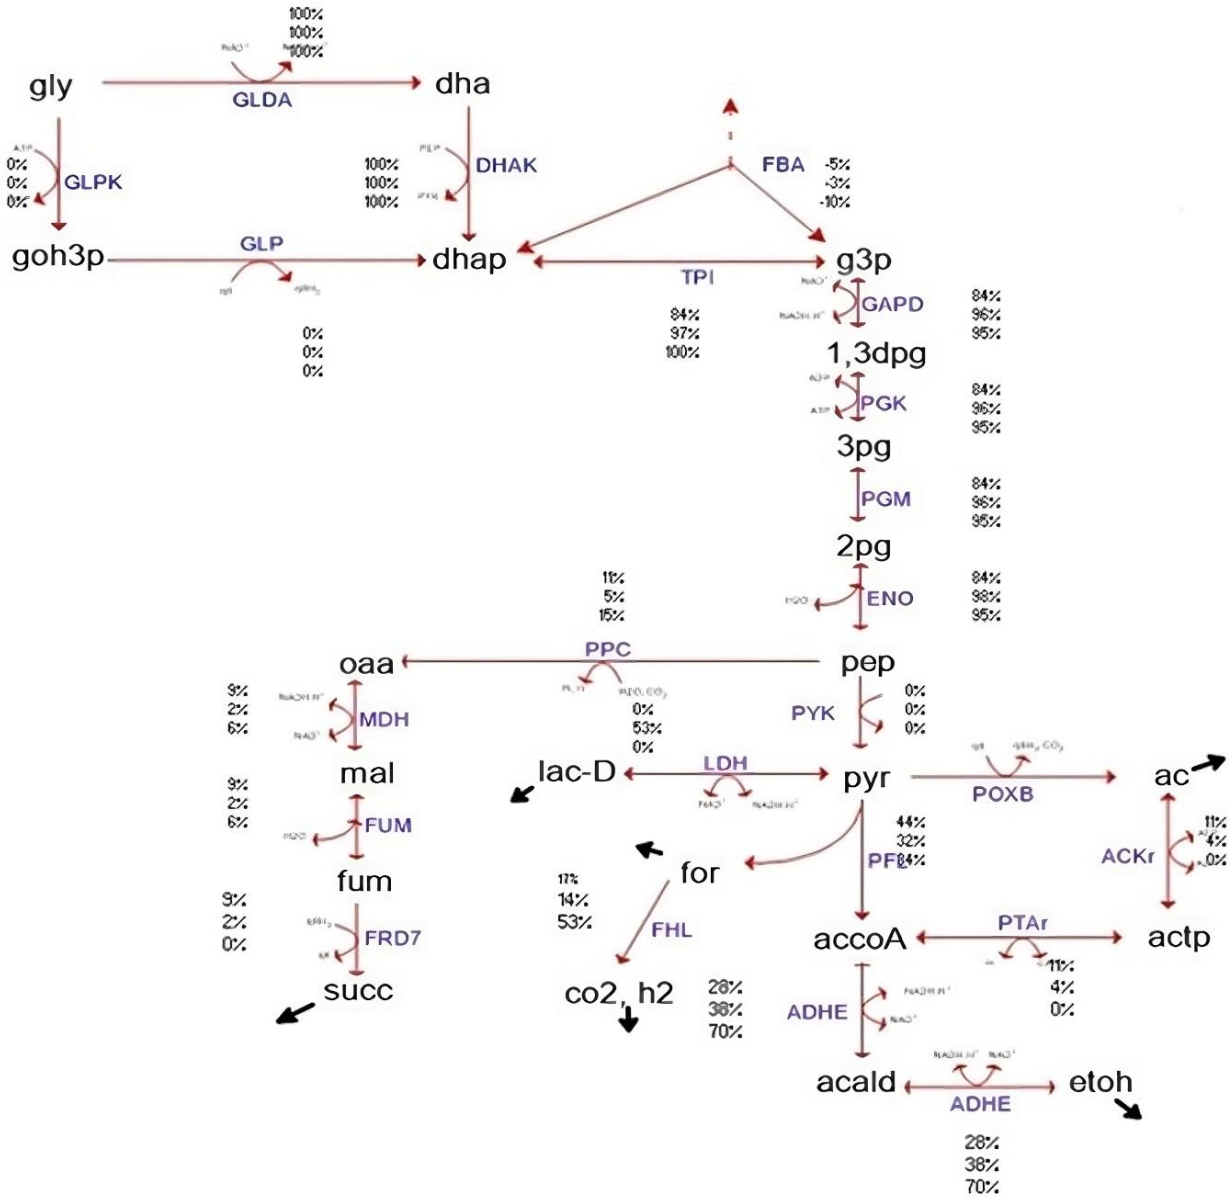 100%
100%
100%
gly
dha
GLDA
FBA
-5%
-3%
-10%
0%
0%
0%
GLPK
100%
100%
100%
DHAK
goh3p
GLP
dhap
TPI
g3p
84%
97%
100%
0%
0%
0%
GAPD
84%
96%
95%
1,3dpg
PGK
84%
96%
95%
3pg
PGM
84%
96%
95%
2pg
ENO
84%
98%
95%
11%
5%
15%
PPC
oaa
pep
9%
2%
6%
MDH
0%
53%
0%
PYK
0%
0%
0%
mal
lac-D
LDH
pyr
POXB
ac
9%
2%
6%
FUM
44%
32%
ACKr
11%
4%
0%
fum
for
17%
14%
53%
FHL
9%
2%
0%
FRD7
accoA
PTAr
actp
11%
4%
0%
succ
co2, h2
28%
38%
70%
ADHE
acald
etoh
ADHE
28%
38%
70%